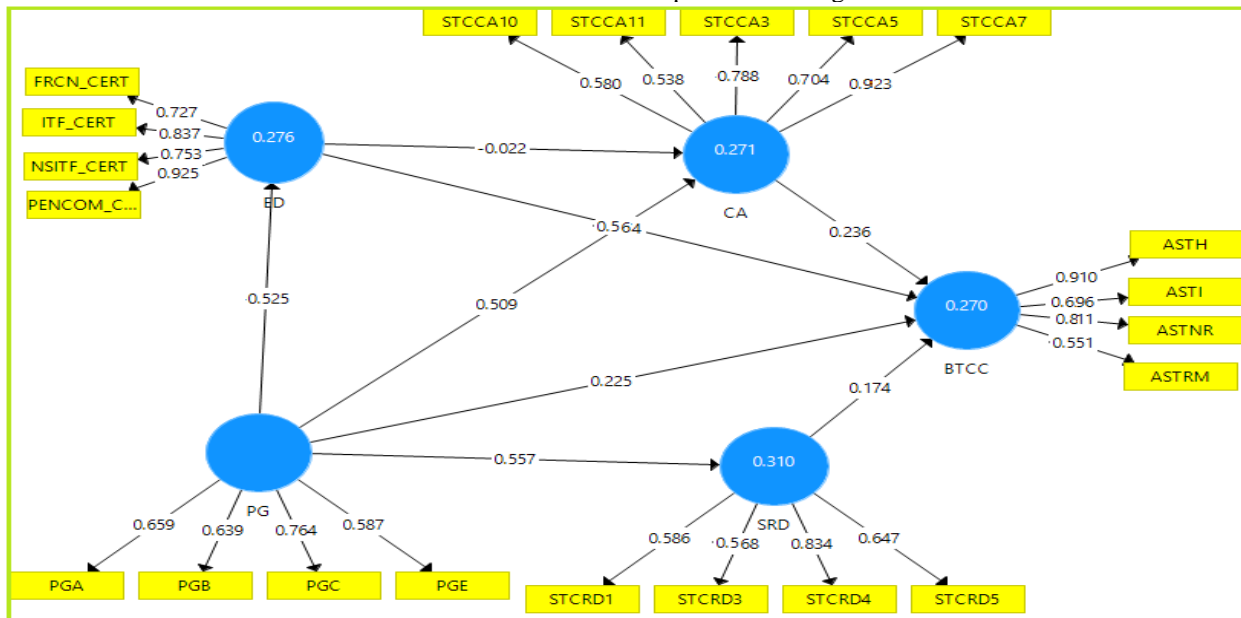 STCCA10
STCCA11
STCCA3
STCCA5
STCCA7
0.580
0.538
-0.788
0.704
0.923
FRCN_CERT
ITF_CERT
NSITF_CERT
PENCOM_C...
0.727
0.837
0.753
0.925
0.276
ED
-0.022
0.271
CA
-0.564
0.236
-0.525
0.509
ASTH
ASTI
ASTNR
ASTRM
0.910
0.696
0.811
-0.551
0.270
BTCC
0.225
0.174
0.557
PG
0.310
SRD
0.659
0.639
0.764
0.587
PGA
PGB
PGC
PGE
0.586
-0.568
0.834
0.647
STCRD1
STCRD3
STCRD4
STCRD5